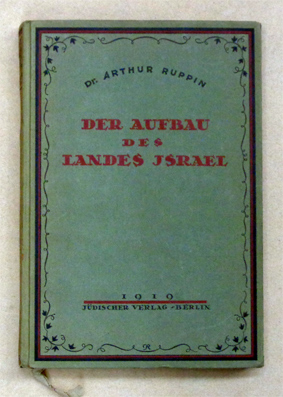 Dr. ARTHUR RUPPIN
DER AUFBAU
DES
LANDES JSRAEL
1919
JÜDISCHER VERLAG-BERLIN